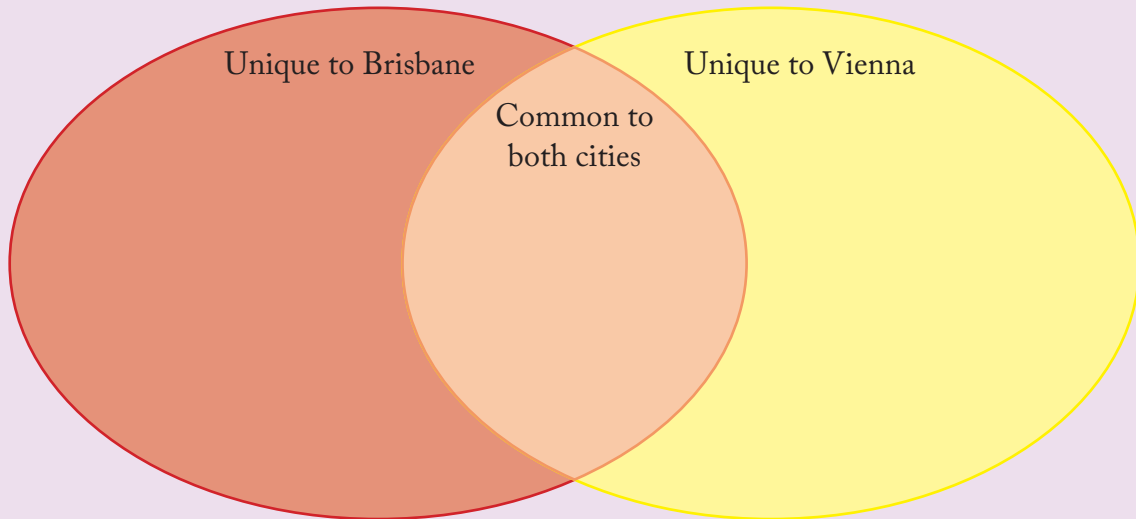 Unique to Brisbane
Unique to Vienna
Common to
both cities